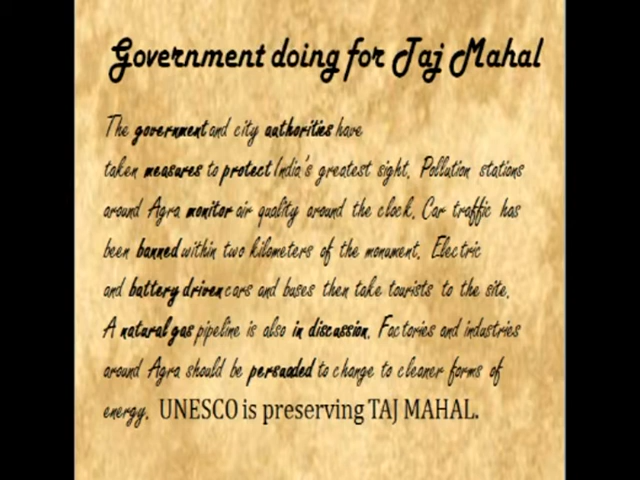 Government doing for Taj Mahal
The government and city authorities have
taken measures to protect India's greatest sight. Pollution stations
around Agra monitor air quality around the clock. Car traffic has
been banned within two kilometers of the monument. Electric
and battery driven cars and buses then take tourists to the site.
A natural gas pipeline is also in discussion. Factories and industries
around Agra should be persuaded to change to cleaner forms of
energy. UNESCO is preserving TAJ MAHAL.